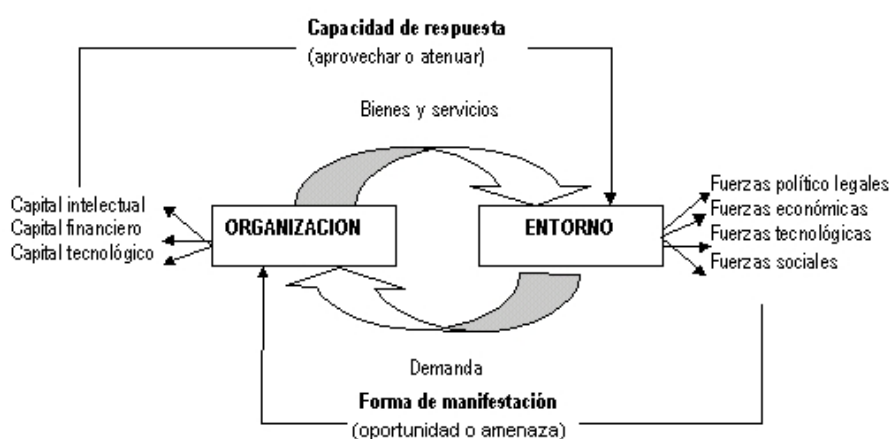 Capacidad de respuesta
(aprovechar o atenuar)
Bienes y servicios
Capital intelectual
Capital financiero
Capital tecnológico
ORGANIZACION
ENTORNO
Fuerzas político legales
Fuerzas económicas
Fuerzas tecnológicas
Fuerzas sociales
Demanda
Forma de manifestación
(oportunidad o amenaza)